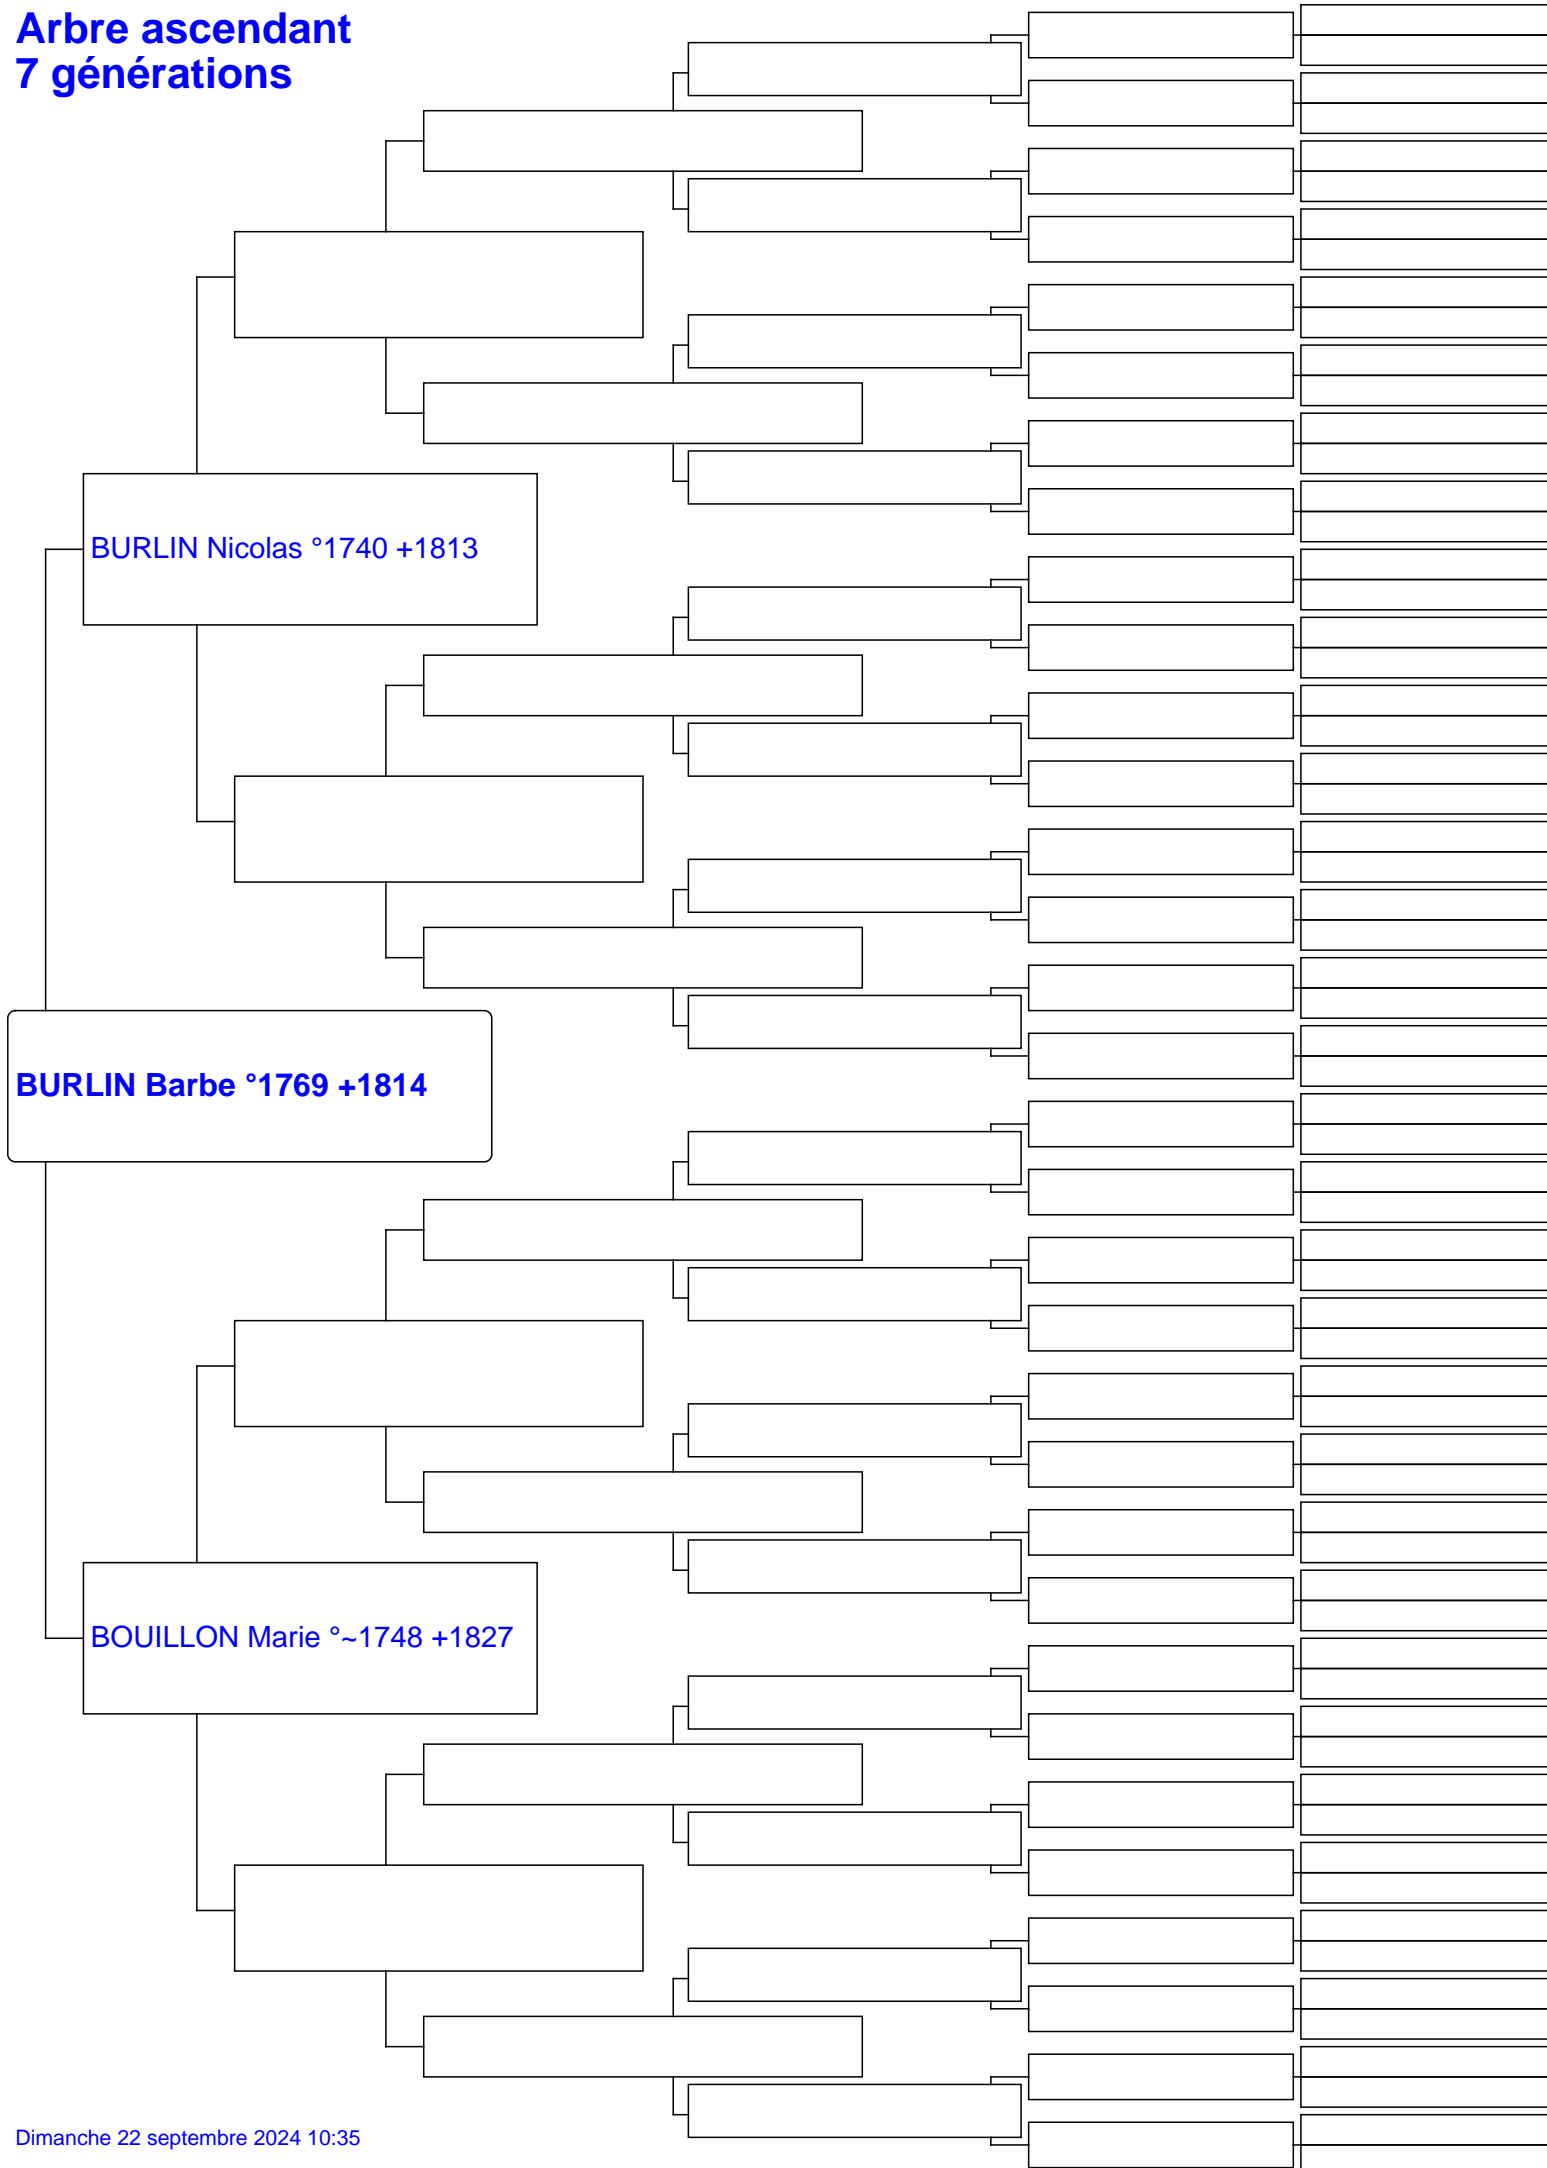 Arbre ascendant
7 générations
BURLIN Nicolas °1740 +1813
BURLIN Barbe °1769 +1814
BOUILLON Marie °~1748 +1827
Dimanche 22 septembre 2024 10:35